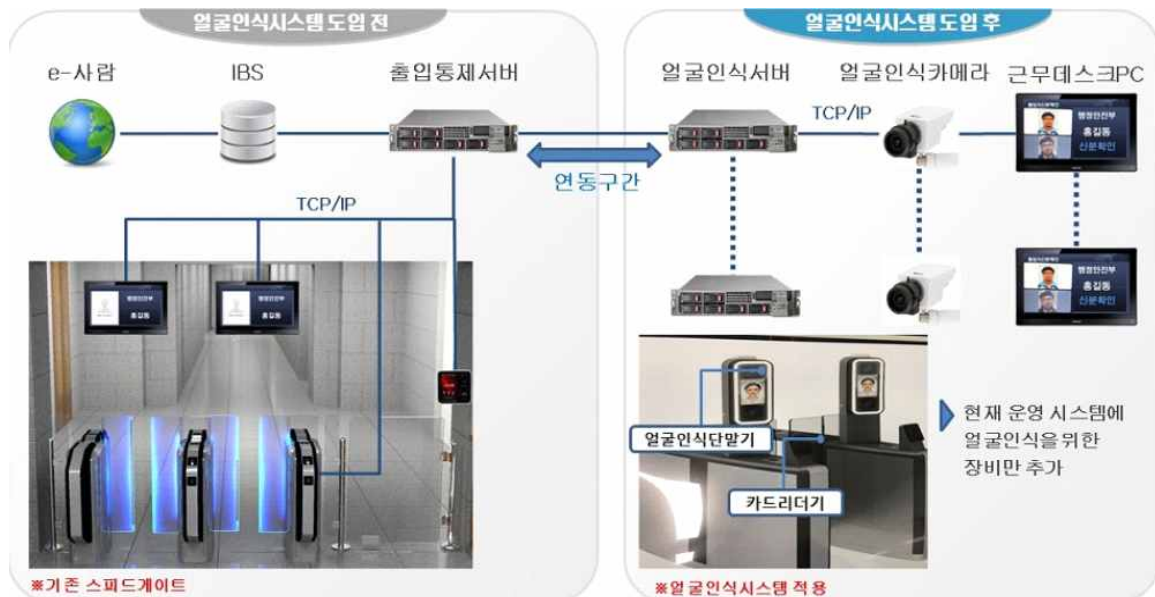 얼굴인식시스템 도입 전
얼굴인식시스템 도입 후
e-사람
IBS
출입통제서버
얼굴인식서버
얼굴인식카메라
근무데스크PC
TCP/IP
행정안전부
홍길동
신분확인
연동구간
TCP/IP
행정안전부
홍길동
행정안전부
홍길동
행정안전부
홍길동
신분확인
얼굴인식단말기
카드리더기
현재 운영 시스템에
얼굴인식을 위한
장비만 추가
※기존 스피드게이트
※얼굴인식시스템 적용